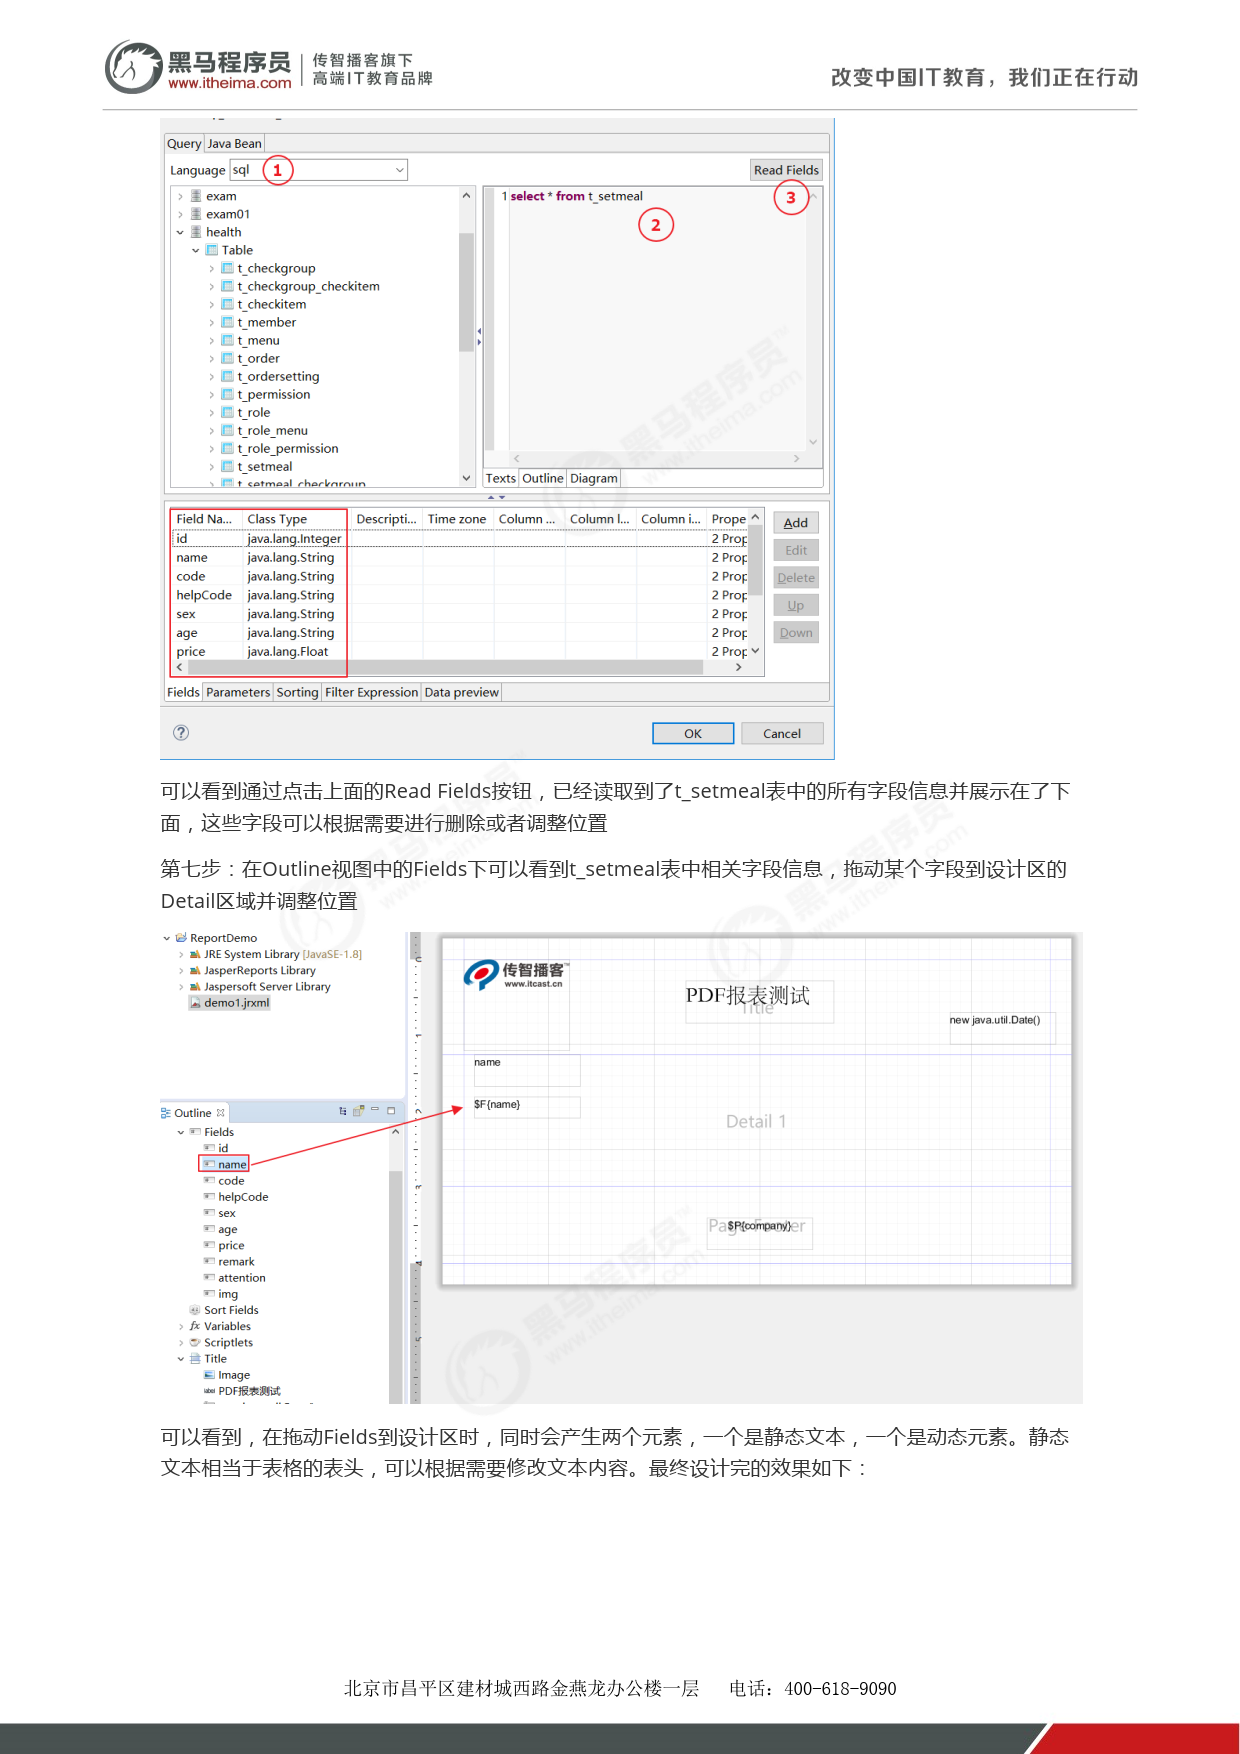 黑马程序员
www.itheima.com
传智播客旗下
高端IT教育品牌
改变中国IT教育，我们正在行动
Query Java Bean
Language sql 1 Read Fields
exam
exam01
health
Table
t_checkgroup
t_checkgroup_checkitem
t_checkitem
t_member
t_menu
t_order
t_ordersetting
t_permission
t_role
t_role_menu
t_role_permission
t_setmeal
t_setmeal_checkgroup
1 select * from t_setmeal
3
2
Texts Outline Diagram
Field Na... Class Type Descripti... Time zone Column ... Column l... Column i... Prope
id java.lang.Integer 2 Prop
name java.lang.String 2 Prop
code java.lang.String 2 Prop
helpCode java.lang.String 2 Prop
sex java.lang.String 2 Prop
age java.lang.String 2 Prop
price java.lang.Float 2 Prop
Add
Edit
Delete
Up
Down
Fields Parameters Sorting Filter Expression Data preview
? OK Cancel
可以看到通过点击上面的Read Fields按钮，已经读取到了t_setmeal表中的所有字段信息并展示在了下
面，这些字段可以根据需要进行删除或者调整位置
第七步：在Outline视图中的Fields下可以看到t_setmeal表中相关字段信息，拖动某个字段到设计区的
Detail区域并调整位置
ReportDemo
JRE System Library [JavaSE-1.8]
JasperReports Library
Jaspersoft Server Library
demo1.jrxml
Outline
Fields
id
name
code
helpCode
sex
age
price
remark
attention
img
Sort Fields
fx Variables
Scriptlets
Title
Image
label PDF报表测试
传智播客™
www.itcast.cn
PDF报表测试
Title
new java.util.Date()
name
$F{name}
Detail 1
Page Footer
$P{company}
可以看到，在拖动Fields到设计区时，同时会产生两个元素，一个是静态文本，一个是动态元素。静态
文本相当于表格的表头，可以根据需要修改文本内容。最终设计完的效果如下：
北京市昌平区建材城西路金燕龙办公楼一层 电话：400-618-9090